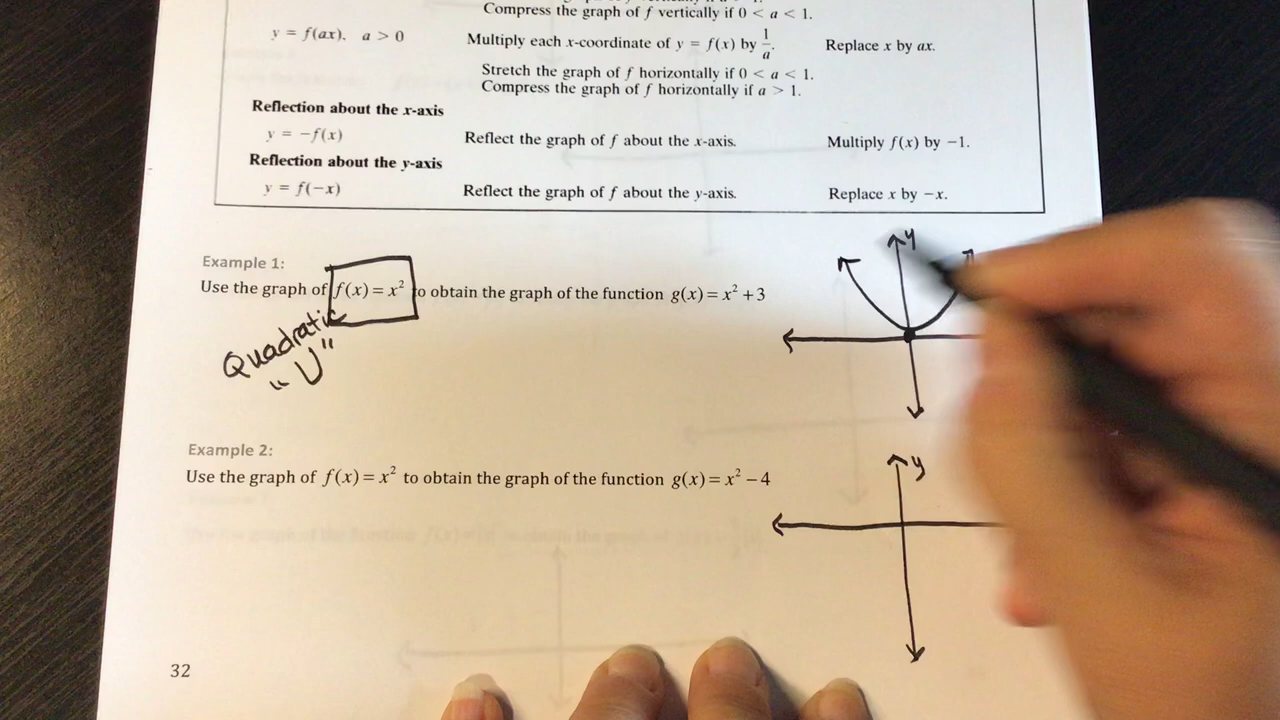 Compress the graph of f vertically if 0 < a < 1.
y = f(ax), a > 0 Multiply each x-coordinate of y = f(x) by 1/a. Replace x by ax.
Stretch the graph of f horizontally if 0 < a < 1.
Compress the graph of f horizontally if a > 1.
Reflection about the x-axis
y = −f(x) Reflect the graph of f about the x-axis. Multiply f(x) by −1.
Reflection about the y-axis
y = f(−x) Reflect the graph of f about the y-axis. Replace x by −x.
y
Example 1:
Use the graph of f(x) = x² to obtain the graph of the function g(x) = x² + 3
Quadratic
"U"
Example 2:
y
Use the graph of f(x) = x² to obtain the graph of the function g(x) = x² − 4
32